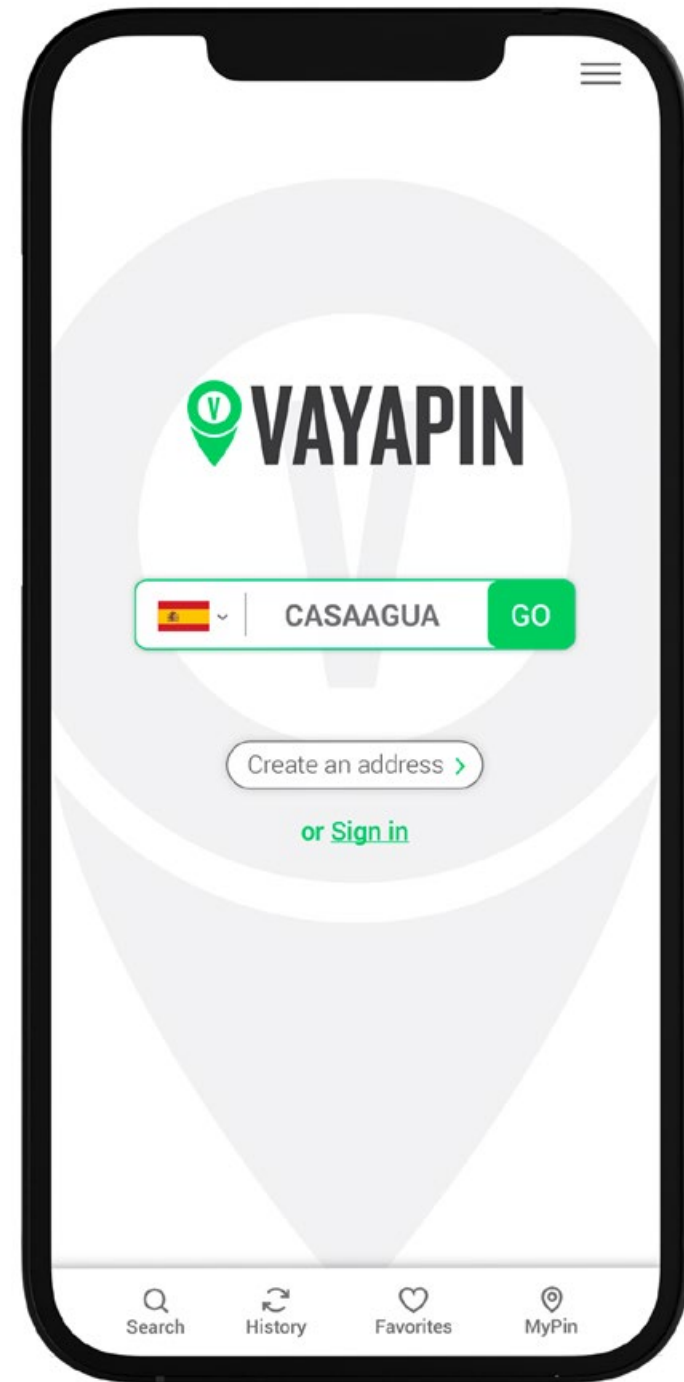 V VAYAPIN
CASAAGUA GO
Create an address >
or Sign in
Search History Favorites MyPin